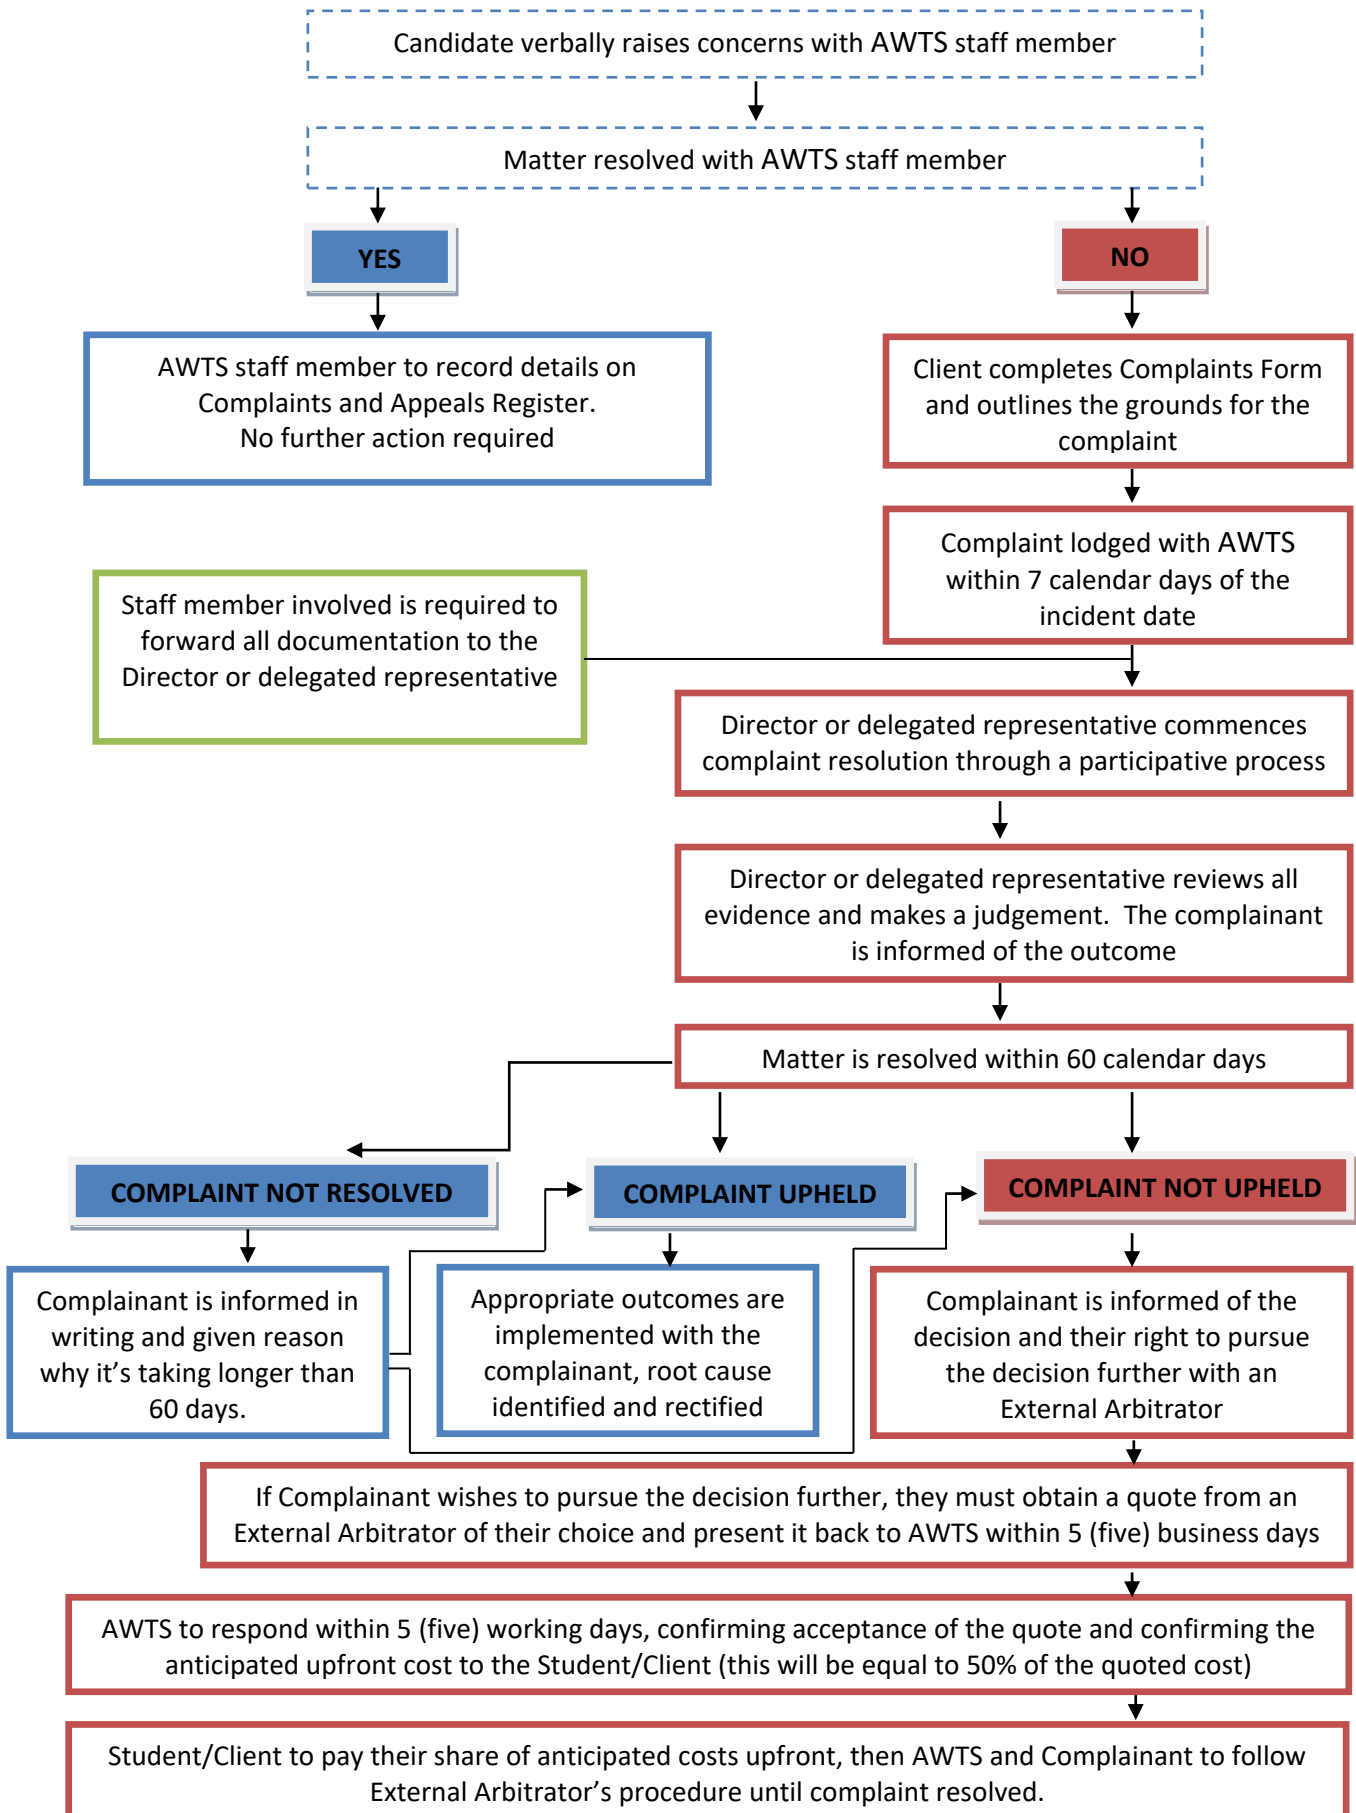 Candidate verbally raises concerns with AWTS staff member
Matter resolved with AWTS staff member
YES
NO
AWTS staff member to record details on
Complaints and Appeals Register.
No further action required
Client completes Complaints Form
and outlines the grounds for the
complaint
Complaint lodged with AWTS
within 7 calendar days of the
incident date
Staff member involved is required to
forward all documentation to the
Director or delegated representative
Director or delegated representative commences
complaint resolution through a participative process
Director or delegated representative reviews all
evidence and makes a judgement.  The complainant
is informed of the outcome
Matter is resolved within 60 calendar days
COMPLAINT NOT RESOLVED
COMPLAINT UPHELD
COMPLAINT NOT UPHELD
Complainant is informed in
writing and given reason
why it’s taking longer than
60 days.
Appropriate outcomes are
implemented with the
complainant, root cause
identified and rectified
Complainant is informed of the
decision and their right to pursue
the decision further with an
External Arbitrator
If Complainant wishes to pursue the decision further, they must obtain a quote from an
External Arbitrator of their choice and present it back to AWTS within 5 (five) business days
AWTS to respond within 5 (five) working days, confirming acceptance of the quote and confirming the
anticipated upfront cost to the Student/Client (this will be equal to 50% of the quoted cost)
Student/Client to pay their share of anticipated costs upfront, then AWTS and Complainant to follow
External Arbitrator’s procedure until complaint resolved.